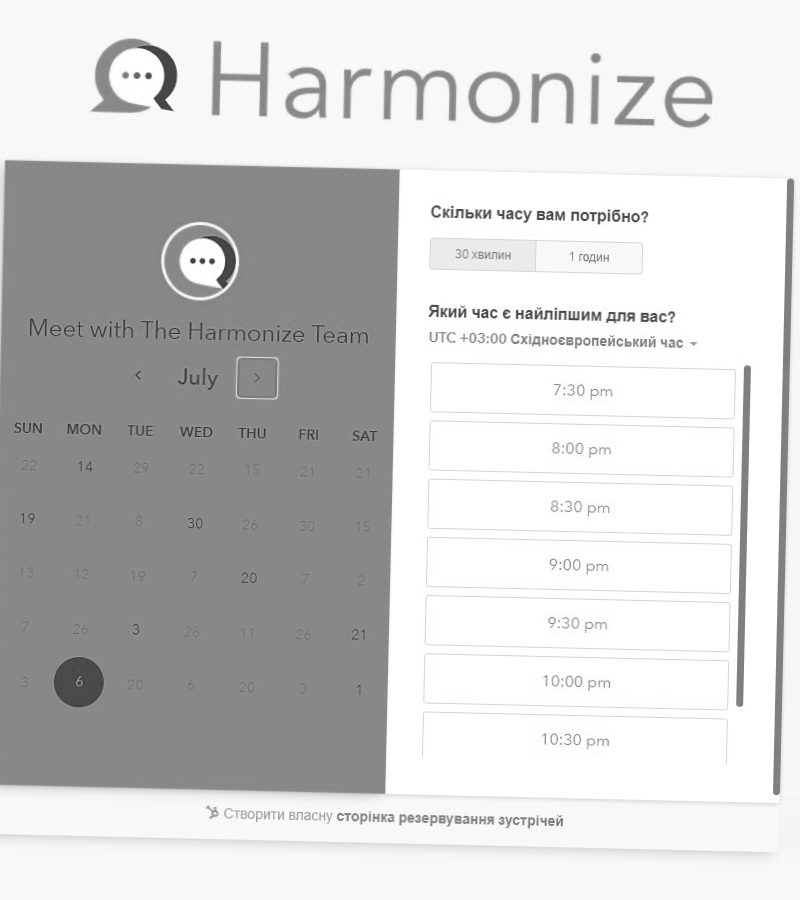 Harmonize
Meet with The Harmonize Team
July
SUN MON TUE WED THU FRI SAT
22 14 29 22 15 21 21
19 21 8 30 26 30 15
13 12 19 7 20 7 2
7 26 3 28 11 26 21
3 6 20 6 20 3 1
Скільки часу вам потрібно?
30 хвилин 1 годин
Який час є найліпшим для вас?
UTC +03:00 Східноєвропейський час
7:30 pm
8:00 pm
8:30 pm
9:00 pm
9:30 pm
10:00 pm
10:30 pm
Створити власну сторінка резервування зустрічей